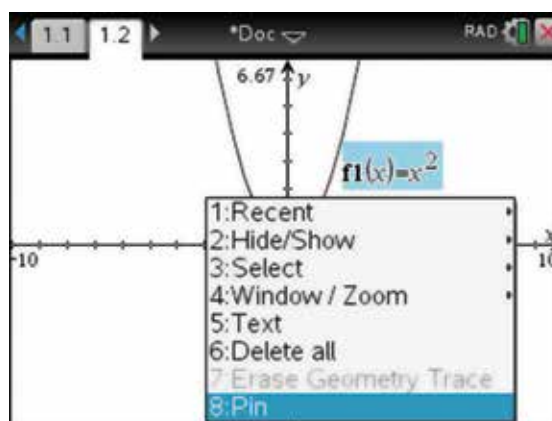 1.1 1.2 *Doc RAD
6.67 y
f1(x)=x²
1:Recent
2:Hide/Show
-10 x
3:Select 10
4:Window / Zoom
5:Text
6:Delete all
7:Erase Geometry Trace
8:Pin